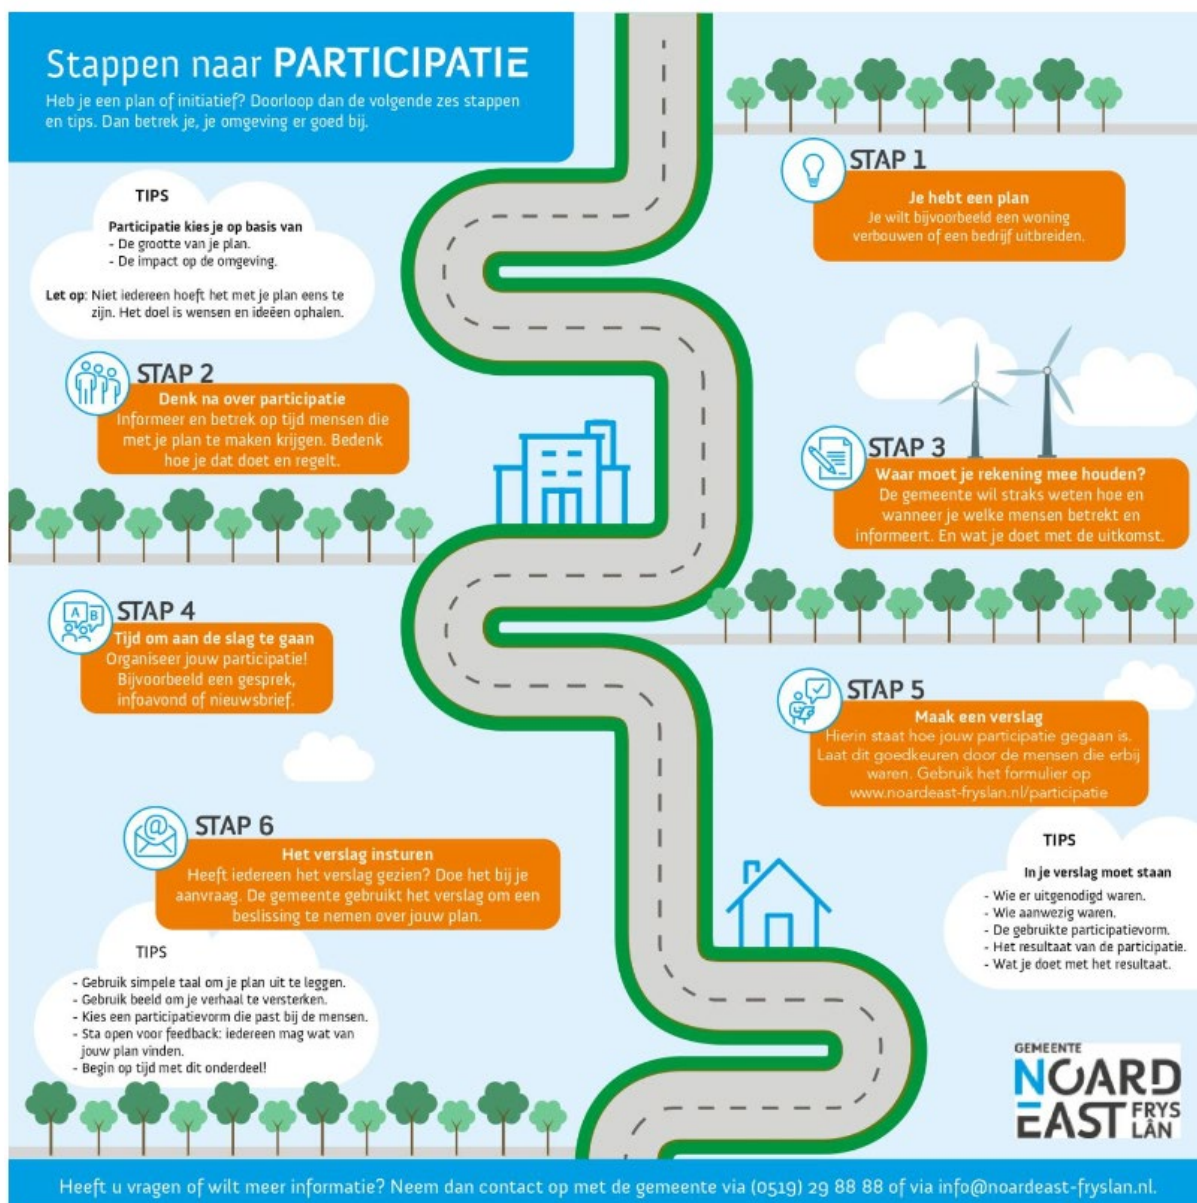 Stappen naar PARTICIPATIE
Heb je een plan of initiatief? Doorloop dan de volgende zes stappen
en tips. Dan betrek je, je omgeving er goed bij.
STAP 1
Je hebt een plan
Je wilt bijvoorbeeld een woning
verbouwen of een bedrijf uitbreiden.
TIPS
Participatie kies je op basis van
- De grootte van je plan.
- De impact op de omgeving.
Let op: Niet iedereen hoeft het met je plan eens te
zijn. Het doel is wensen en ideeën ophalen.
STAP 2
Denk na over participatie
Informeer en betrek op tijd mensen die
met je plan te maken krijgen. Bedenk
hoe je dat doet en regelt.
STAP 3
Waar moet je rekening mee houden?
De gemeente wil straks weten hoe en
wanneer je welke mensen betrekt en
informeert. En wat je doet met de uitkomst.
A B
STAP 4
Tijd om aan de slag te gaan
Organiseer jouw participatie!
Bijvoorbeeld een gesprek,
infoavond of nieuwsbrief.
STAP 5
Maak een verslag
Hierin staat hoe jouw participatie gegaan is.
Laat dit goedkeuren door de mensen die erbij
waren. Gebruik het formulier op
www.noardeast-fryslan.nl/participatie
@
STAP 6
Het verslag insturen
Heeft iedereen het verslag gezien? Doe het bij je
aanvraag. De gemeente gebruikt het verslag om een
beslissing te nemen over jouw plan.
TIPS
In je verslag moet staan
- Wie er uitgenodigd waren.
- Wie aanwezig waren.
- De gebruikte participatievorm.
- Het resultaat van de participatie.
- Wat je doet met het resultaat.
TIPS
- Gebruik simpele taal om je plan uit te leggen.
- Gebruik beeld om je verhaal te versterken.
- Kies een participatievorm die past bij de mensen.
- Sta open voor feedback: iedereen mag wat van
jouw plan vinden.
- Begin op tijd met dit onderdeel!
GEMEENTE
NOARD
EAST FRYS
LÂN
Heeft u vragen of wilt meer informatie? Neem dan contact op met de gemeente via (0519) 29 88 88 of via info@noardeast-fryslan.nl.